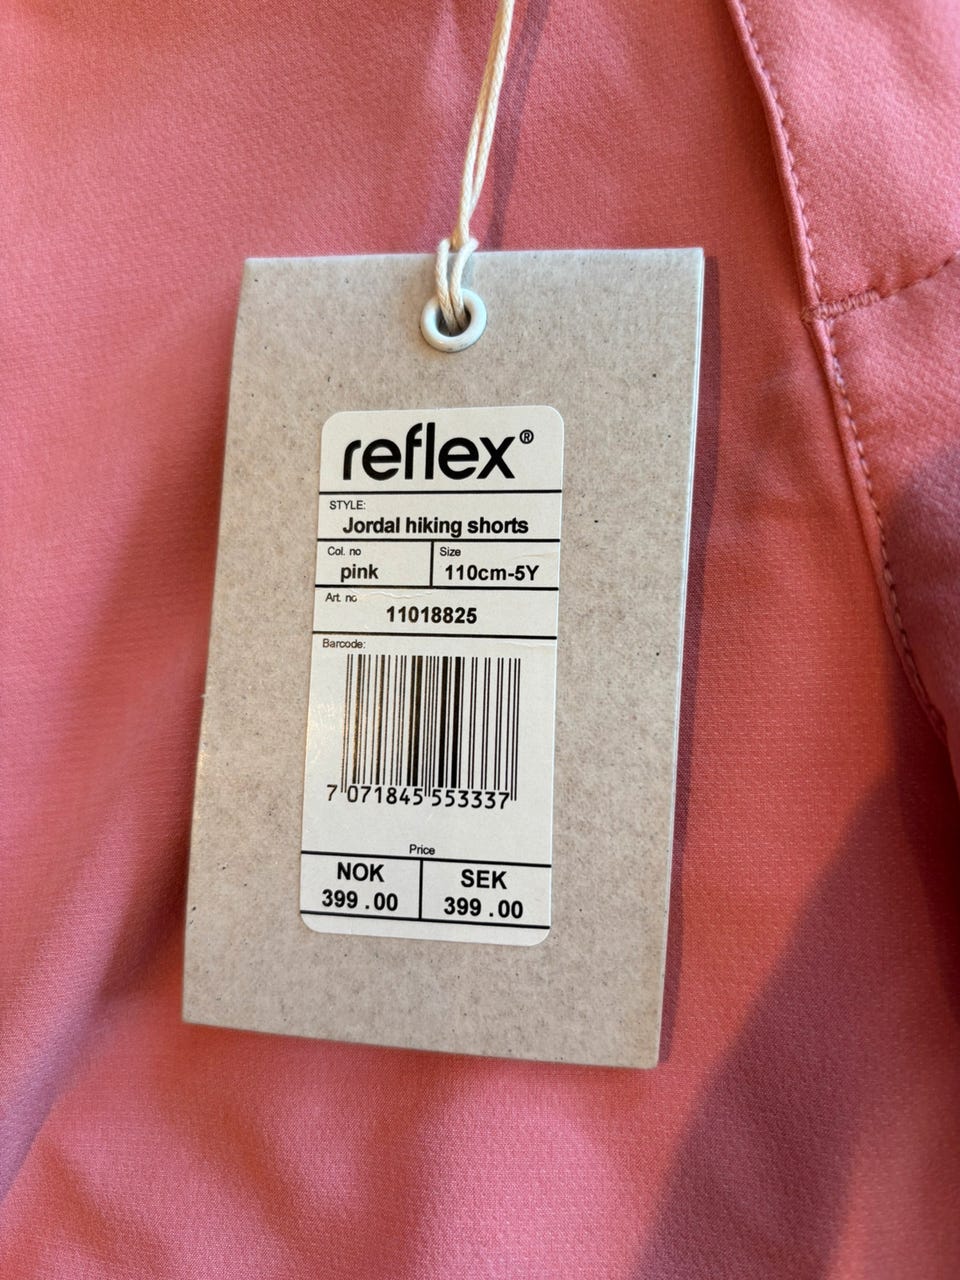 reflex®
STYLE:
Jordal hiking shorts
Col. no
pink
Size
110cm-5Y
Art. no
11018825
Barcode:
7 071845 553337
Price
NOK
399.00
SEK
399.00